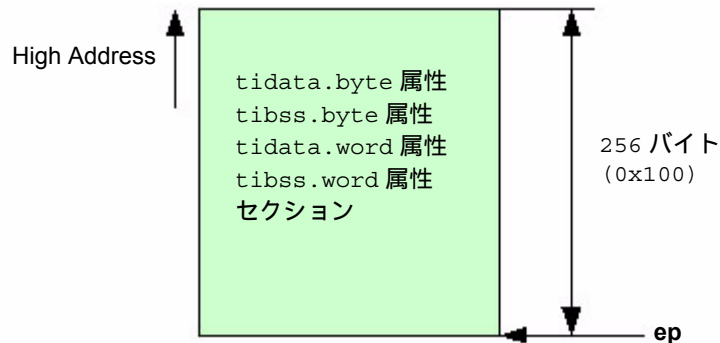 High Address
tidata.byte 属性
tibss.byte 属性
tidata.word 属性
tibss.word 属性
セクション
256 バイト
(0x100)
ep